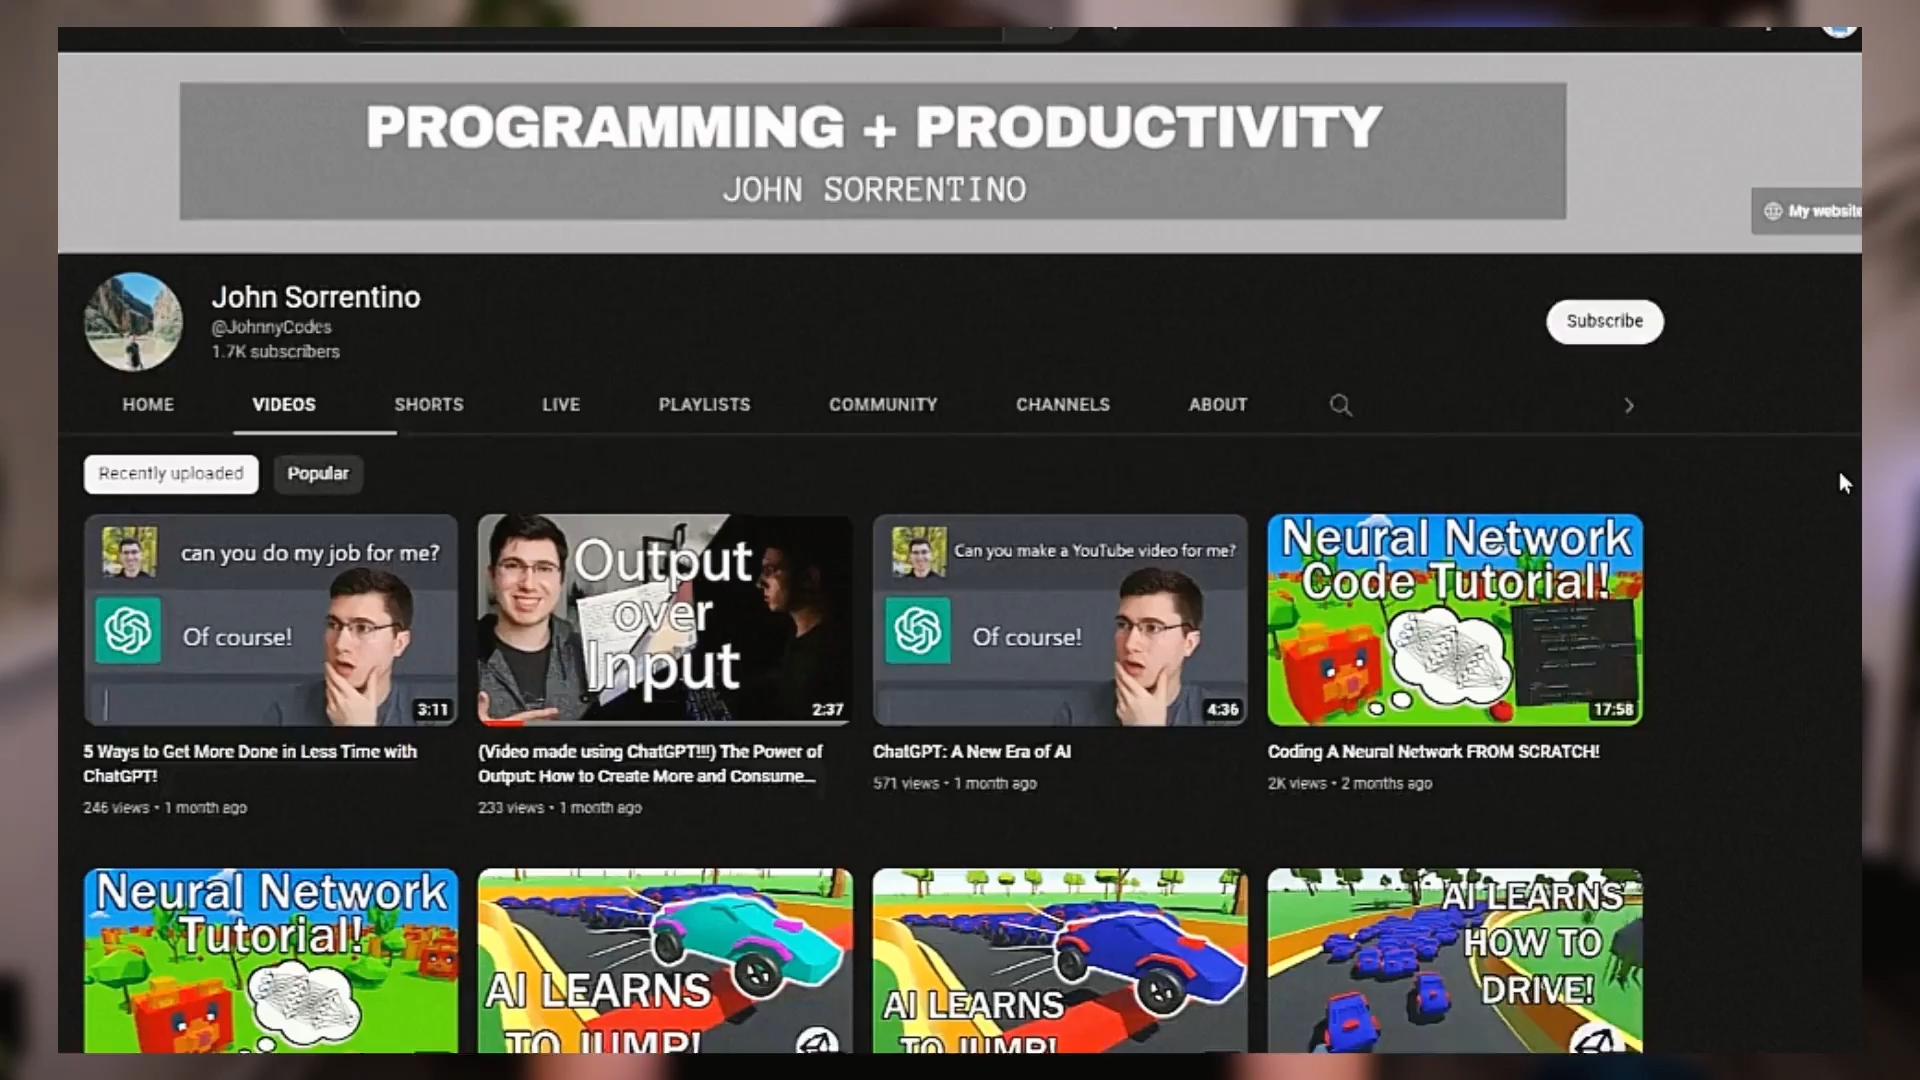 PROGRAMMING + PRODUCTIVITY
JOHN SORRENTINO
My website
John Sorrentino
@JohnnyCodes
1.7K subscribers
Subscribe
HOME VIDEOS SHORTS LIVE PLAYLISTS COMMUNITY CHANNELS ABOUT
Recently uploaded Popular
can you do my job for me?
Of course!
3:11
Output
over
Input
2:37
Can you make a YouTube video for me?
Of course!
4:36
Neural Network
Code Tutorial!
17:58
5 Ways to Get More Done in Less Time with
ChatGPT!
246 views • 1 month ago
(Video made using ChatGPT!!!) The Power of
Output: How to Create More and Consume...
233 views • 1 month ago
ChatGPT: A New Era of AI
571 views • 1 month ago
Coding A Neural Network FROM SCRATCH!
2K views • 2 months ago
Neural Network
Tutorial!
AI LEARNS
TO JUMP!
AI LEARNS
TO JUMP!
AI LEARNS
HOW TO
DRIVE!